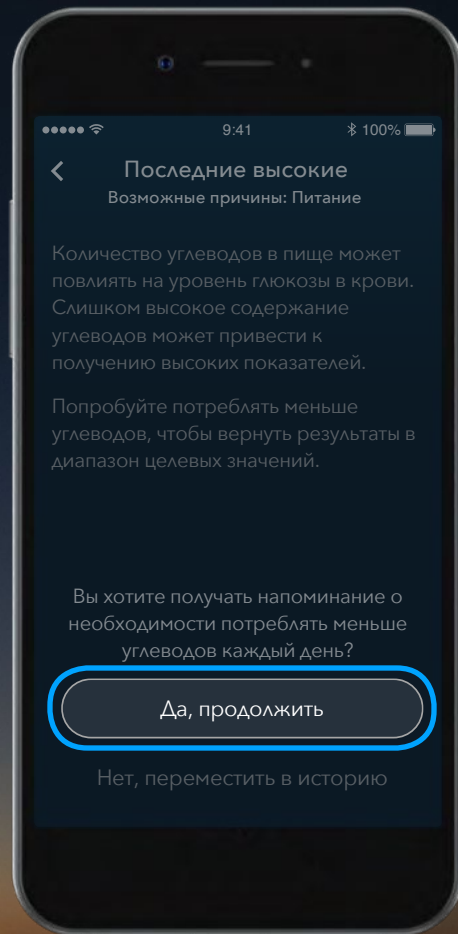 9:41
100%
Последние высокие
Возможные причины: Питание
Количество углеводов в пище может
повлиять на уровень глюкозы в крови.
Слишком высокое содержание
углеводов может привести к
получению высоких показателей.
Попробуйте потреблять меньше
углеводов, чтобы вернуть результаты в
диапазон целевых значений.
Вы хотите получать напоминание о
необходимости потреблять меньше
углеводов каждый день?
Да, продолжить
Нет, переместить в историю